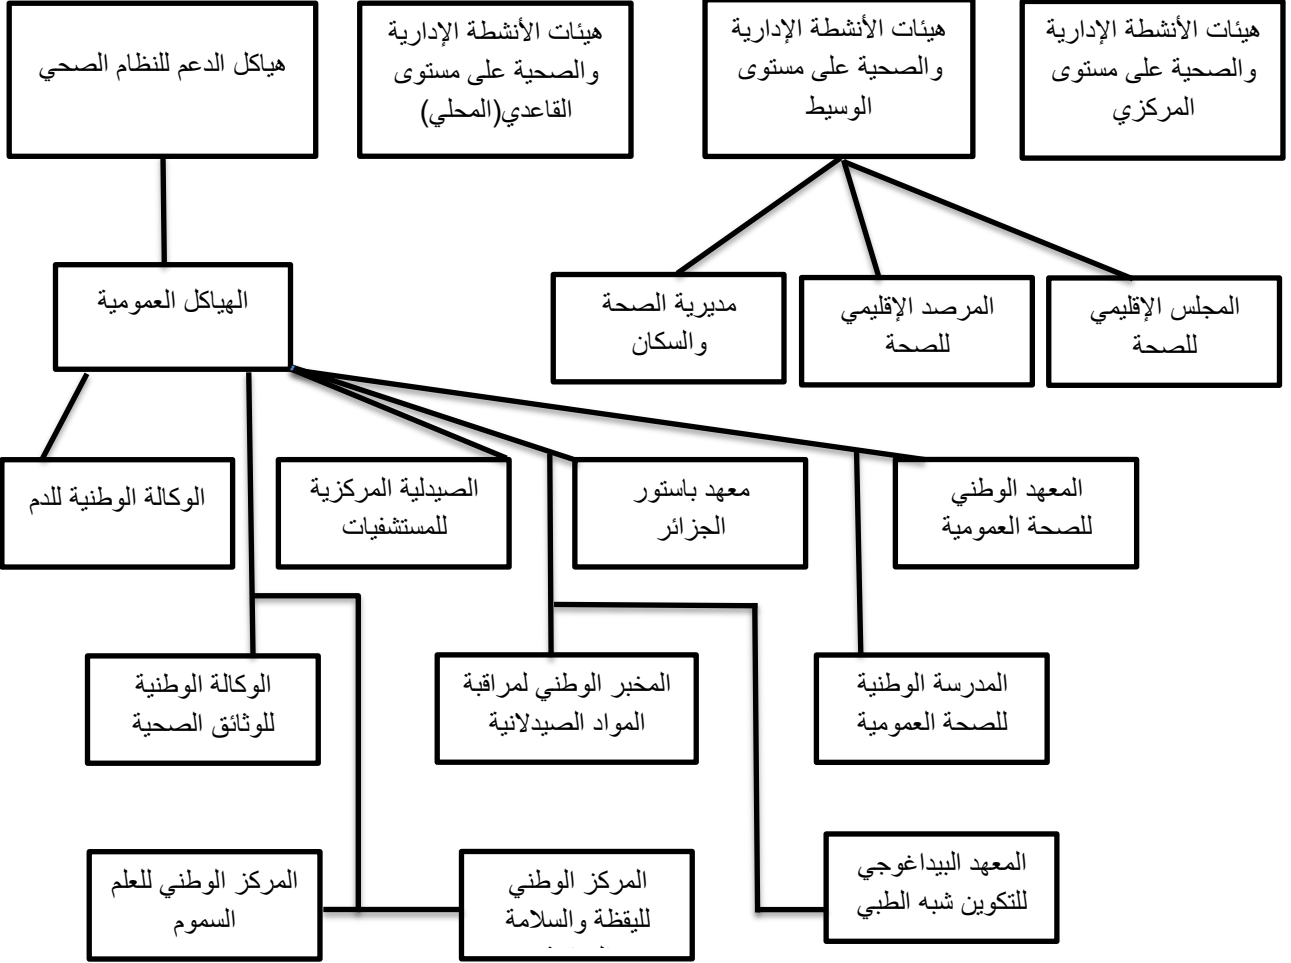 هيئات الأنشطة الإدارية
والصحية على مستوى
المركزي
هيئات الأنشطة الإدارية
والصحية على مستوى
الوسيط
هيئات الأنشطة الإدارية
والصحية على مستوى
القاعدي(المحلي)
هياكل الدعم للنظام الصحي
المجلس الإقليمي
للصحة
المرصد الإقليمي
للصحة
مديرية الصحة
والسكان
الهياكل العمومية
المعهد الوطني
للصحة العمومية
معهد باستور
الجزائر
الصيدلية المركزية
للمستشفيات
الوكالة الوطنية للدم
المدرسة الوطنية
للصحة العمومية
المخبر الوطني لمراقبة
المواد الصيدلانية
الوكالة الوطنية
للوثائق الصحية
المعهد البيداغوجي
للتكوين شبه الطبي
المركز الوطني
لليقظة والسلامة
المركز الوطني للعلم
السموم